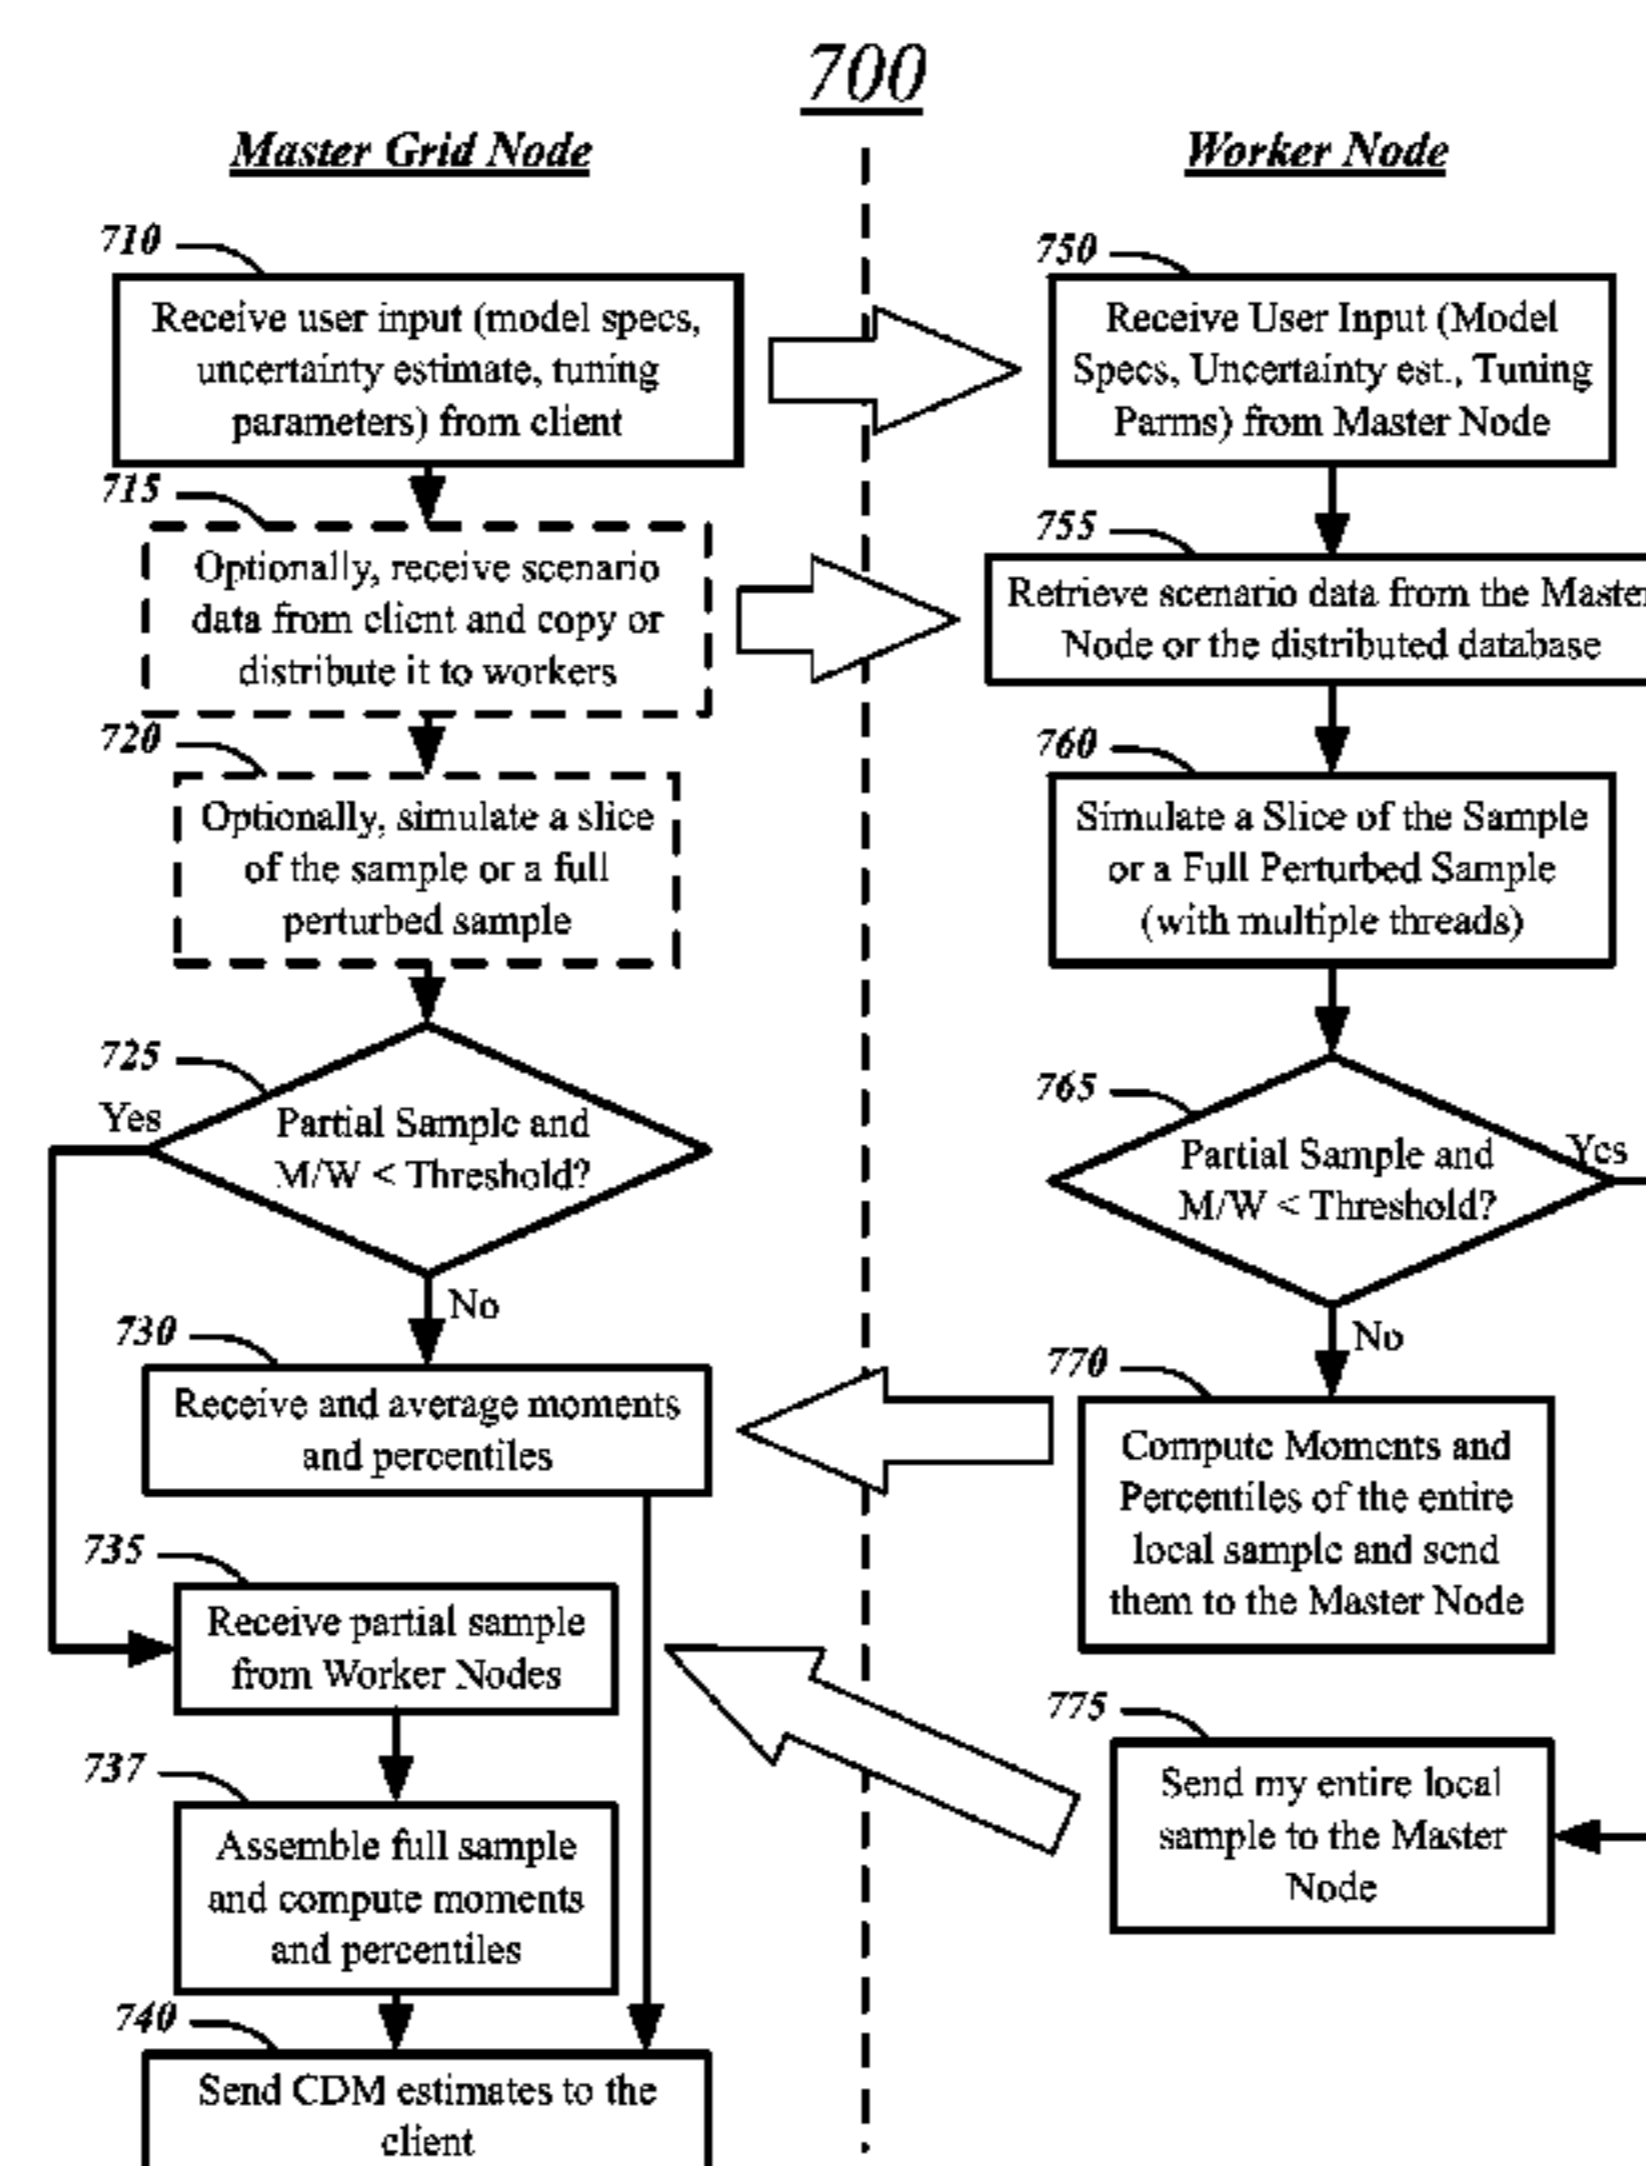 700
Master Grid Node
710
Receive user input (model specs,
uncertainty estimate, tuning
parameters) from client
715
Optionally, receive scenario
data from client and copy or
distribute it to workers
720
Optionally, simulate a slice
of the sample or a full
perturbed sample
725
Yes
Partial Sample and
M/W < Threshold?
No
730
Receive and average moments
and percentiles
735
Receive partial sample
from Worker Nodes
737
Assemble full sample
and compute moments
and percentiles
740
Send CDM estimates to the
client
Worker Node
750
Receive User Input (Model
Specs, Uncertainty est., Tuning
Parms) from Master Node
755
Retrieve scenario data from the Master
Node or the distributed database
760
Simulate a Slice of the Sample
or a Full Perturbed Sample
(with multiple threads)
765
Yes
Partial Sample and
M/W < Threshold?
No
770
Compute Moments and
Percentiles of the entire
local sample and send
them to the Master Node
775
Send my entire local
sample to the Master
Node